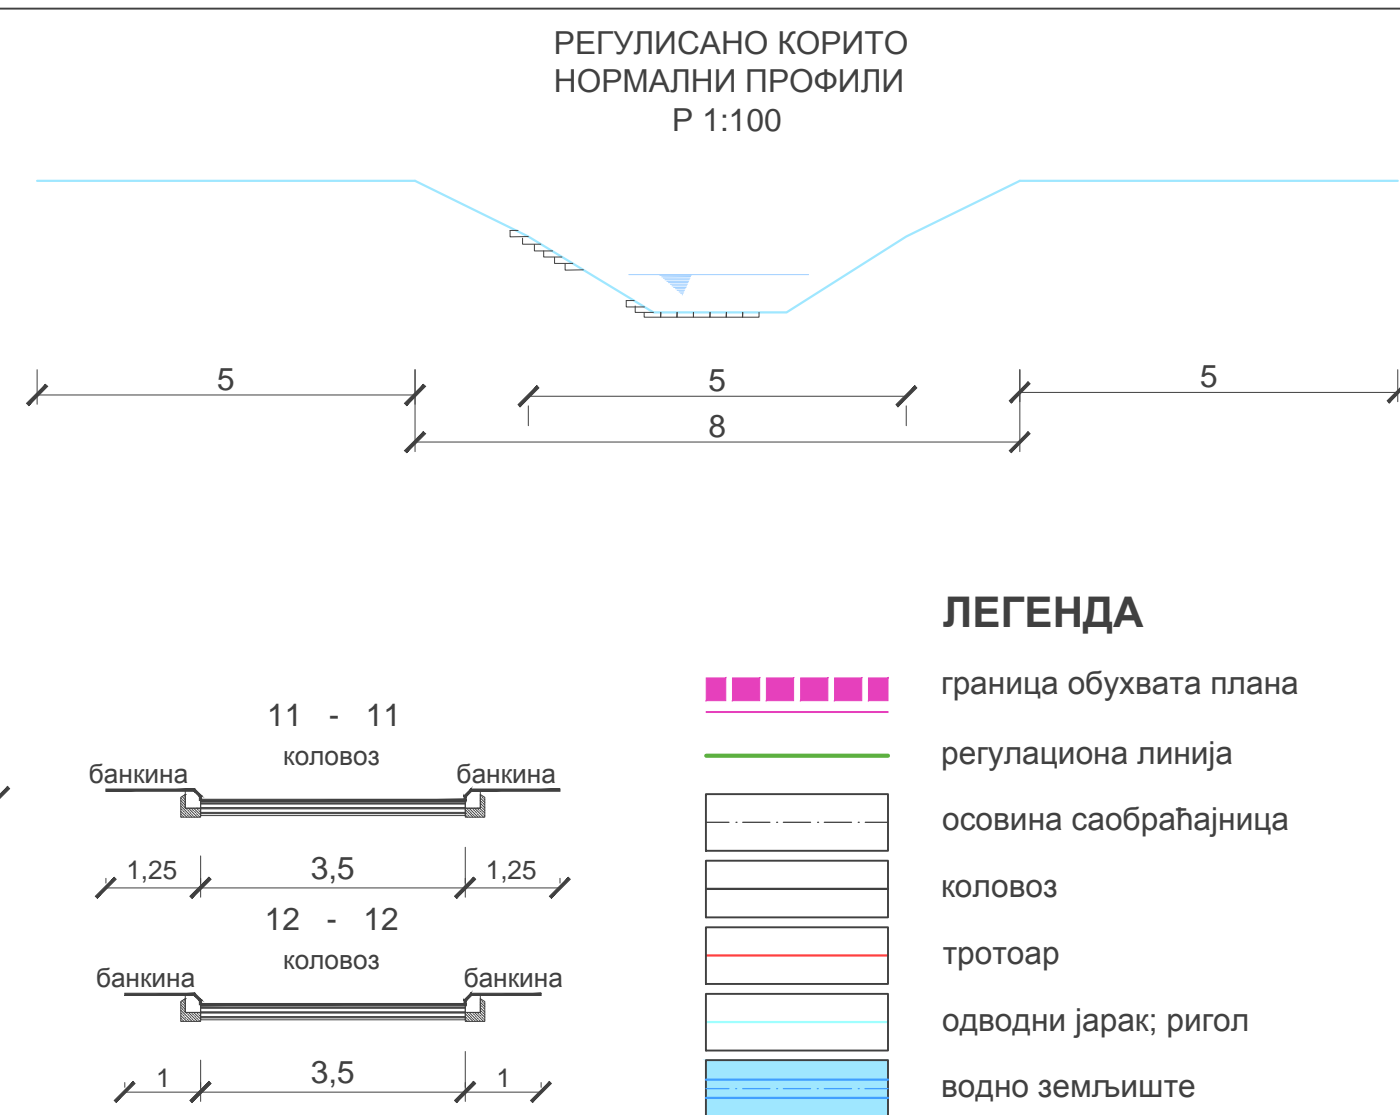 РЕГУЛИСАНО КОРИТО
НОРМАЛНИ ПРОФИЛИ
Р 1:100
5
5
5
8
11 - 11
коловоз
банкина банкина
1,25 3,5 1,25
12 - 12
коловоз
банкина банкина
1 3,5 1
ЛЕГЕНДА
граница обухвата плана
регулациона линија
осовина саобраћајница
коловоз
тротоар
одводни јарак; ригол
водно земљиште